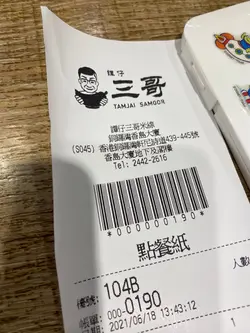 譚仔
三哥
TAMJAI SAMGOR
譚仔三哥米線
銅鑼灣香島大廈
(S045) 香港銅鑼灣軒尼詩道439-445號
香島大廈地下及閣樓
Tel: 2442-2616
*0000000190*
點餐紙
104B
000-0190
2021/06/18 13:43:12
人數